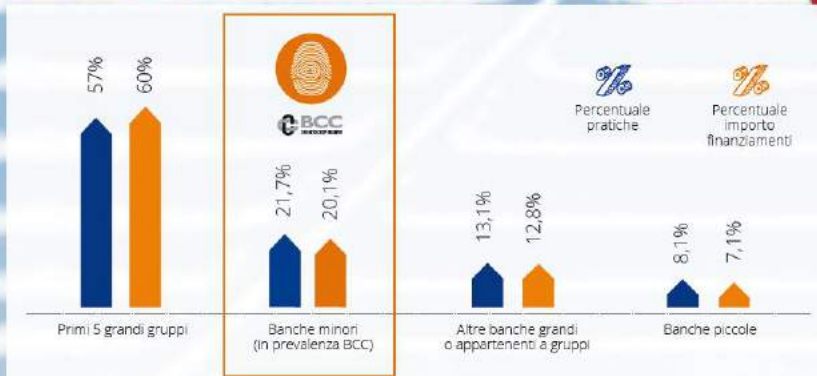 57%
60%
BCC
21,7%
20,1%
13,1%
12,8%
8,1%
7,1%
Percentuale
pratiche
Percentuale
importo
finanziamenti
Primi 5 grandi gruppi
Banche minori
(in prevalenza BCC)
Altre banche grandi
o appartenenti a gruppi
Banche piccole